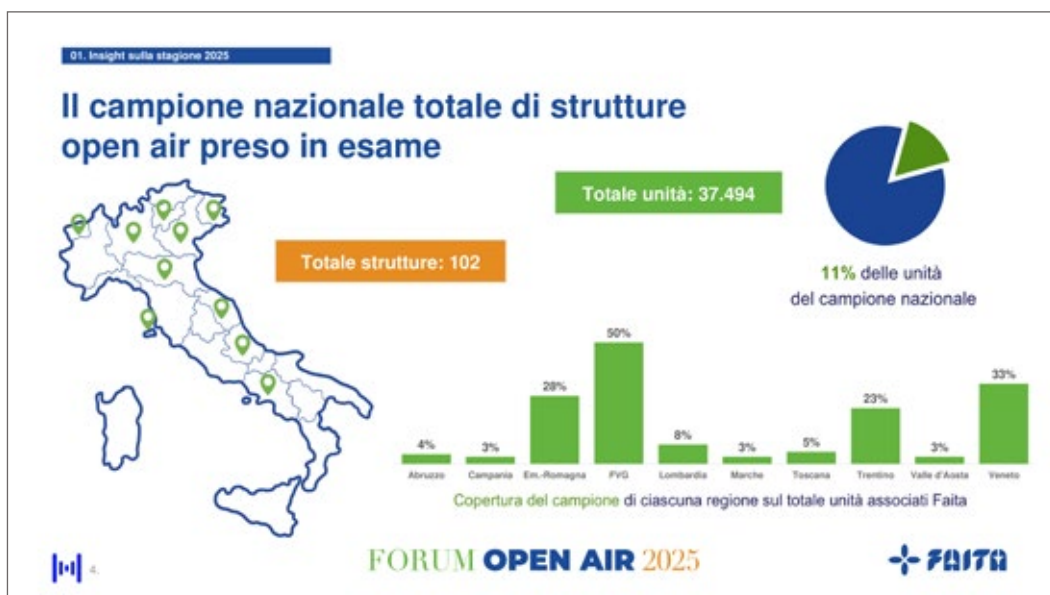 01. Insight sulla stagione 2025
Il campione nazionale totale di strutture
open air preso in esame
Totale unità: 37.494
Totale strutture: 102
11% delle unità
del campione nazionale
4%
3%
28%
50%
8%
3%
5%
23%
3%
33%
Abruzzo
Campania
Em.-Romagna
FVG
Lombardia
Marche
Toscana
Trentino
Valle d'Aosta
Veneto
Copertura del campione di ciascuna regione sul totale unità associati Faita
4.
FORUM OPEN AIR 2025
FAITA